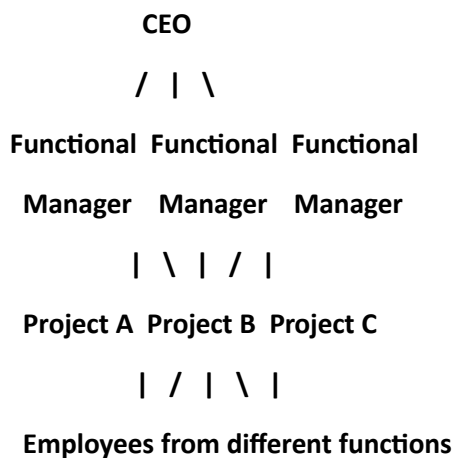 CEO
/ | \
Functional Functional Functional
Manager Manager Manager
| \ | / |
Project A Project B Project C
| / | \ |
Employees from different functions